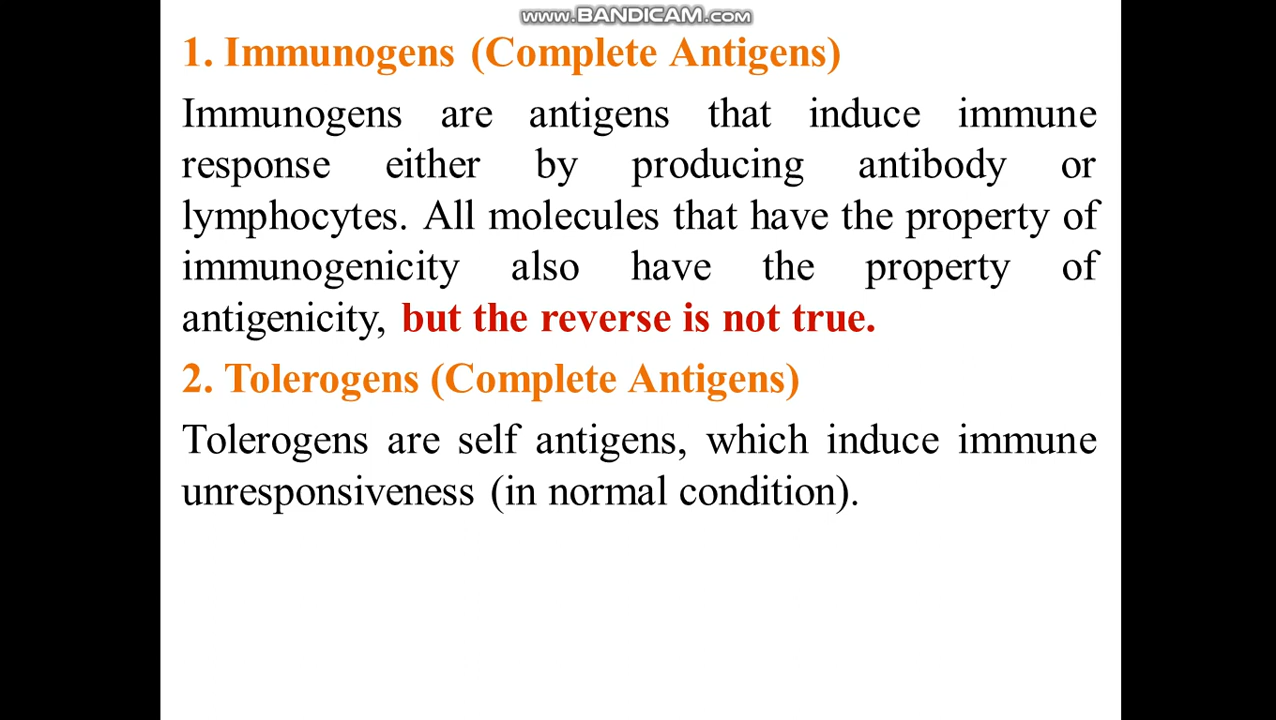 www.BANDICAM.com
1. Immunogens (Complete Antigens)
Immunogens are antigens that induce immune
response either by producing antibody or
lymphocytes. All molecules that have the property of
immunogenicity also have the property of
antigenicity, but the reverse is not true.
2. Tolerogens (Complete Antigens)
Tolerogens are self antigens, which induce immune
unresponsiveness (in normal condition).